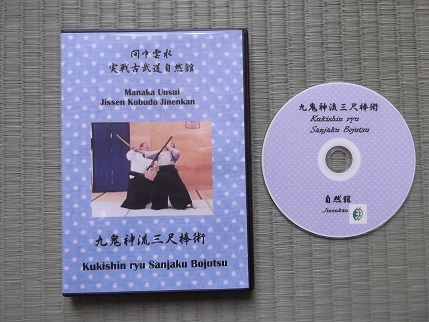 間中雲水
実戦古武道自然館
Manaka Unsui
Jissen Kobudo Jinenkan
九鬼神流三尺棒術
Kukishin ryu Sanjaku Bojutsu
九鬼神流三尺棒術
Kukishin ryu
Sanjaku Bojutsu
自然館
Jinenkan